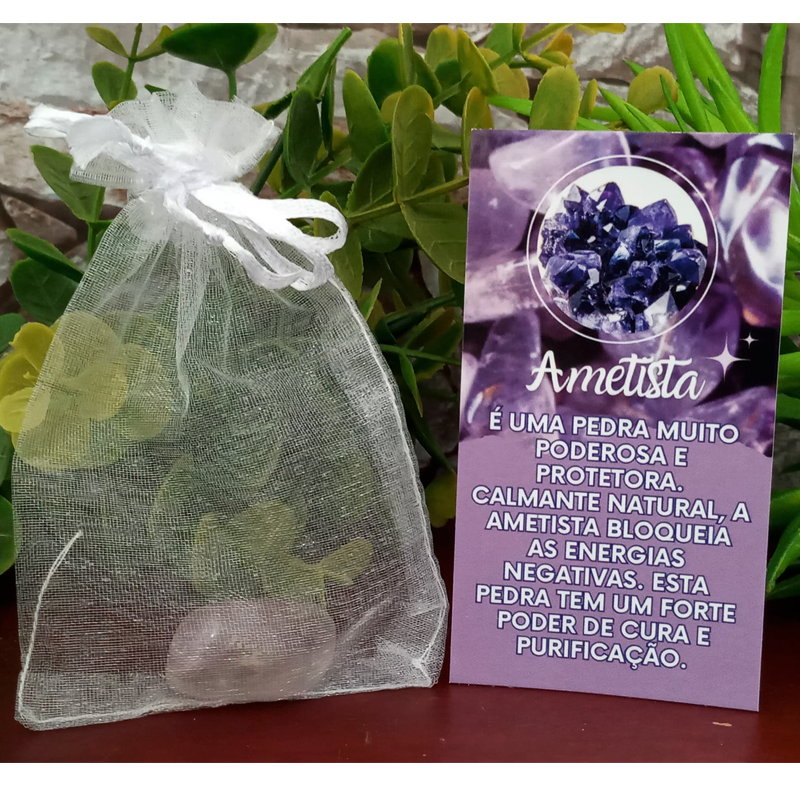 Ametista
É UMA PEDRA MUITO
PODEROSA E
PROTETORA.
CALMANTE NATURAL, A
AMETISTA BLOQUEIA
AS ENERGIAS
NEGATIVAS. ESTA
PEDRA TEM UM FORTE
PODER DE CURA E
PURIFICAÇÃO.